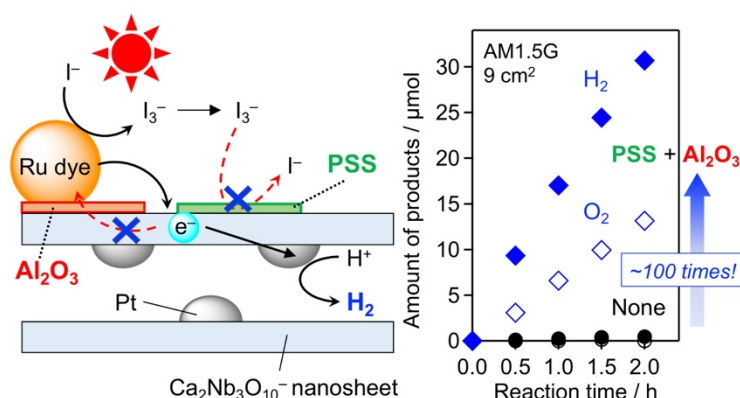 I⁻
I₃⁻
I₃⁻
I⁻
Ru dye
PSS
Al₂O₃
e⁻
H⁺
H₂
Pt
Ca₂Nb₃O₁₀⁻ nanosheet
AM1.5G
9 cm²
H₂
PSS + Al₂O₃
O₂
~100 times!
None
Amount of products / μmol
30
25
20
15
10
5
0
0.0 0.5 1.0 1.5 2.0
Reaction time / h